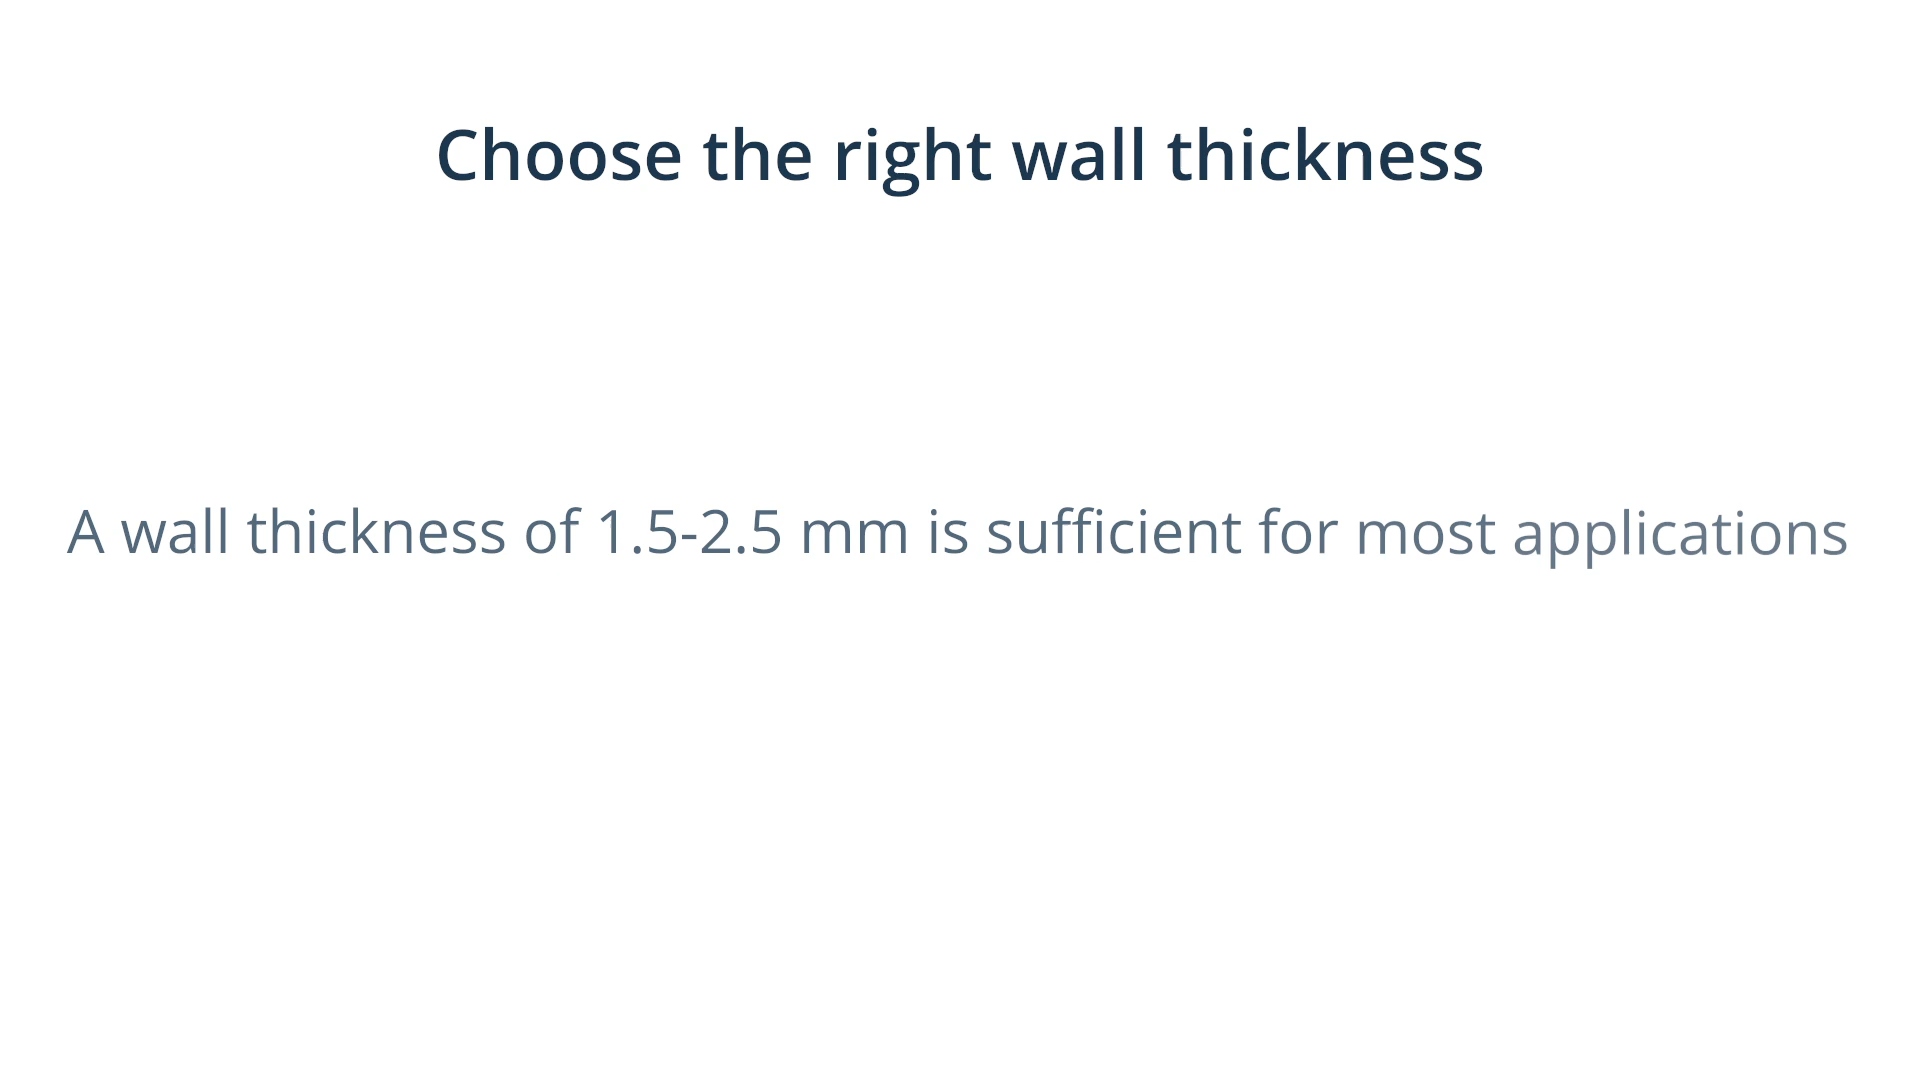 Choose the right wall thickness
A wall thickness of 1.5-2.5 mm is sufficient for most applications